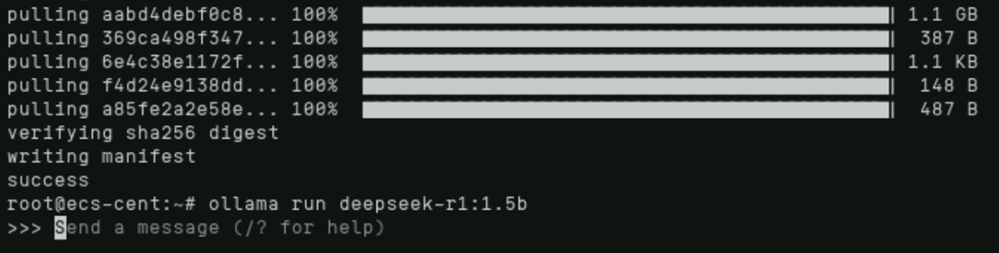 pulling aabd4debf0c8... 100% 1.1 GB
pulling 369ca498f347... 100% 387 B
pulling 6e4c38e1172f... 100% 1.1 KB
pulling f4d24e9138dd... 100% 148 B
pulling a85fe2a2e58e... 100% 487 B
verifying sha256 digest
writing manifest
success
root@ecs-cent:~# ollama run deepseek-r1:1.5b
>>> Send a message (/? for help)